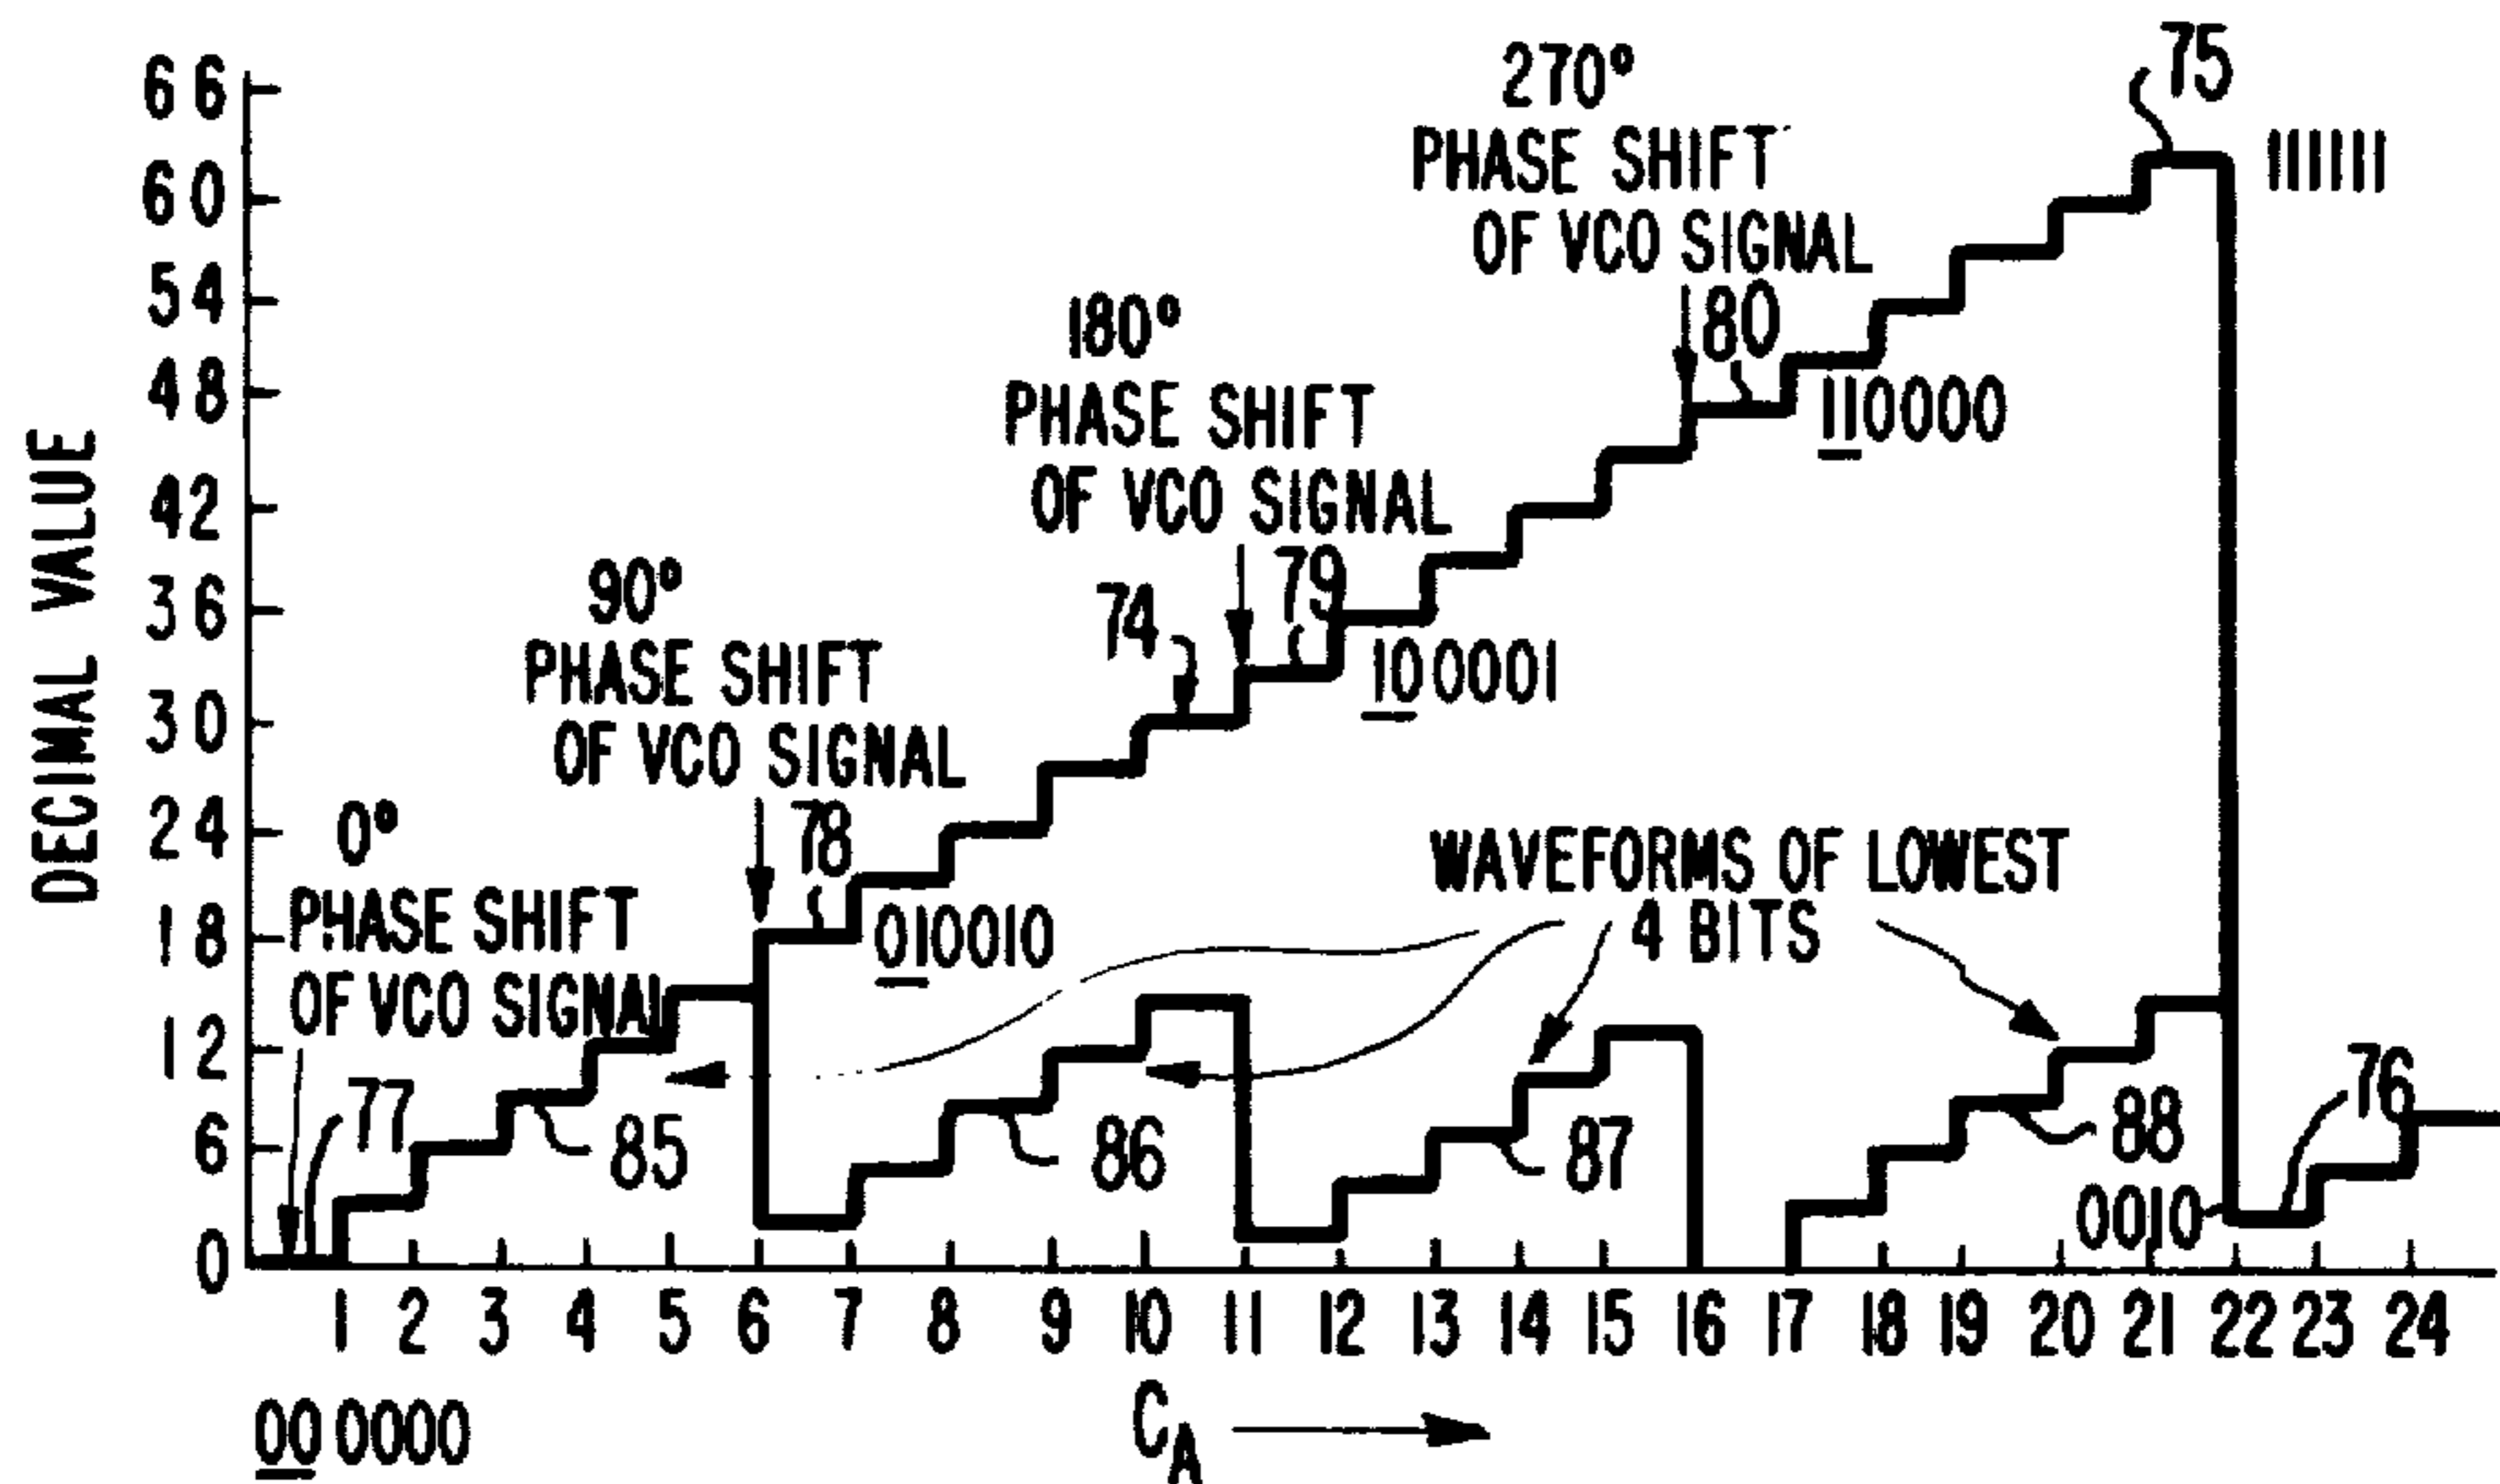 75
270°
PHASE SHIFT
OF VCO SIGNAL
111111
80
110000
180°
PHASE SHIFT
OF VCO SIGNAL
79
74
100001
90°
PHASE SHIFT
OF VCO SIGNAL
78
010010
0°
PHASE SHIFT
OF VCO SIGNAL
77
WAVEFORMS OF LOWEST
4 BITS
85
86
87
88
76
0010
DECIMAL VALUE
66
60
54
48
42
36
30
24
18
12
6
0
1 2 3 4 5 6 7 8 9 10 11 12 13 14 15 16 17 18 19 20 21 22 23 24
00 0000
CA